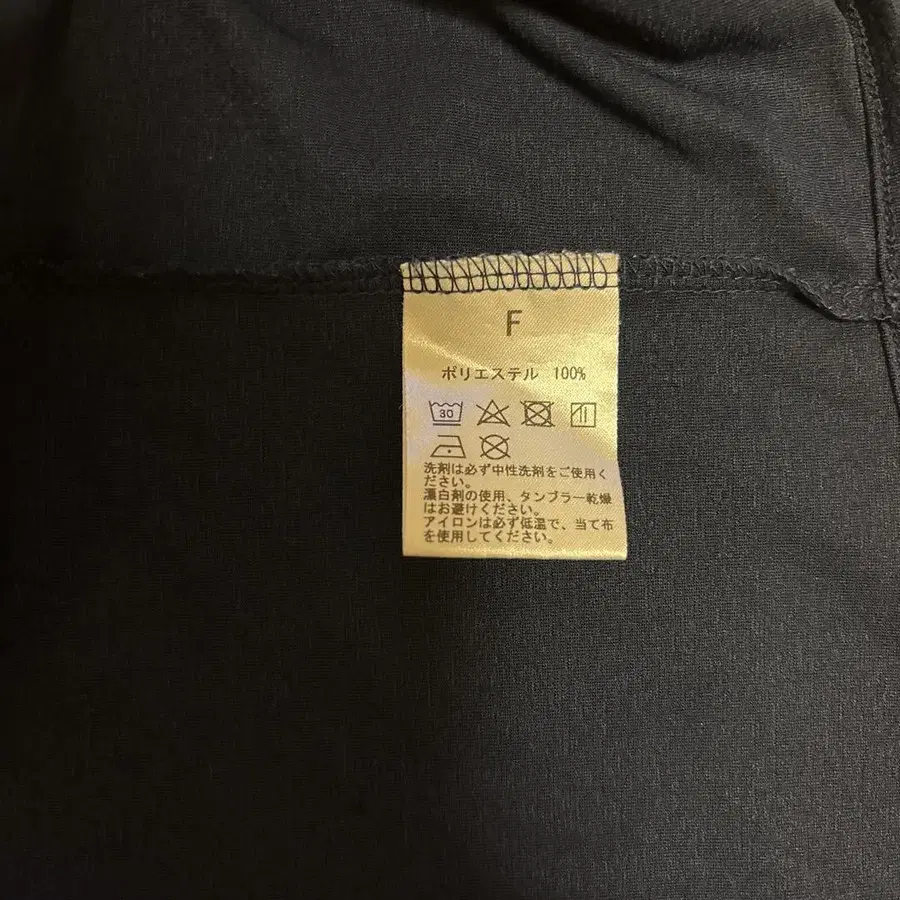 F
ポリエステル 100%
30
洗剤は必ず中性洗剤をご使用く
ださい。
漂白剤の使用、タンブラー乾燥
はお避けください。
アイロンは必ず低温で、当て布
を使用してください。